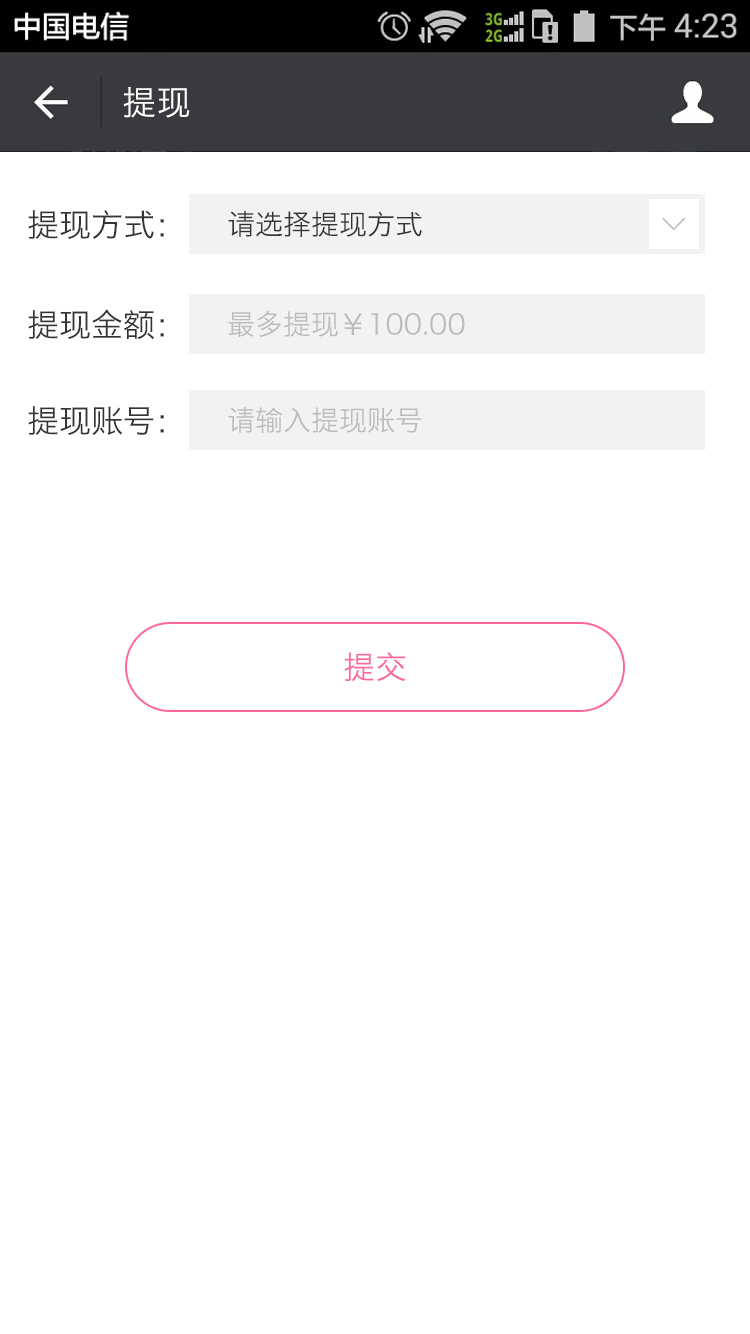 中国电信
3G
2G
下午 4:23
提现
提现方式：
请选择提现方式
提现金额：
最多提现￥100.00
提现账号：
请输入提现账号
提交